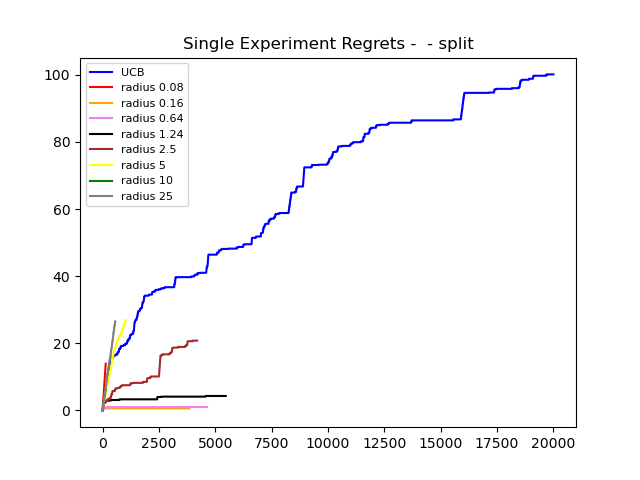 Single Experiment Regrets -  - split
100
80
60
40
20
0
UCB
radius 0.08
radius 0.16
radius 0.64
radius 1.24
radius 2.5
radius 5
radius 10
radius 25
0 2500 5000 7500 10000 12500 15000 17500 20000